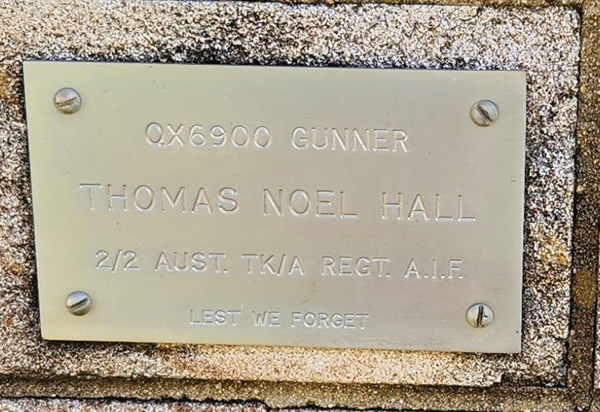 QX6900 GUNNER
THOMAS NOEL HALL
2/2 AUST. TK/A REGT. A.I.F.
LEST WE FORGET